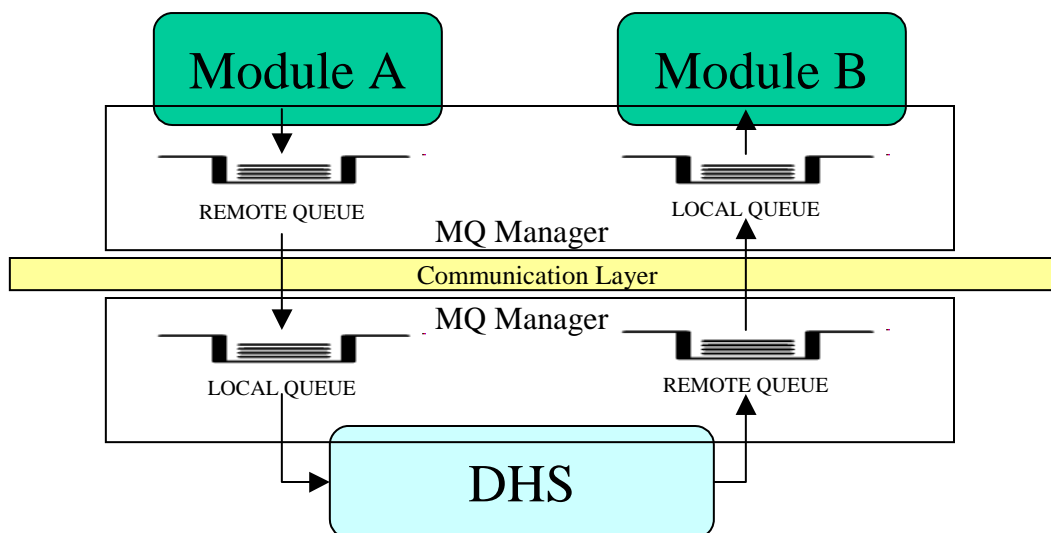 Module A
Module B
REMOTE QUEUE
LOCAL QUEUE
MQ Manager
Communication Layer
MQ Manager
LOCAL QUEUE
REMOTE QUEUE
DHS